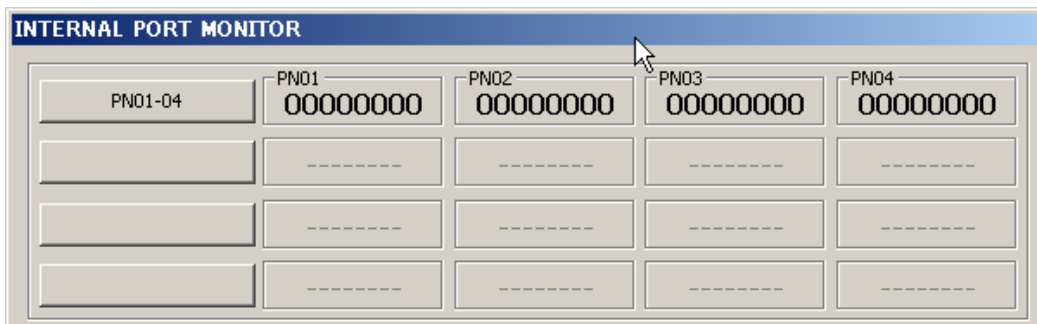 INTERNAL PORT MONITOR
PN01-04
PN01 PN02 PN03 PN04
00000000 00000000 00000000 00000000
-------- -------- -------- --------
-------- -------- -------- --------
-------- -------- -------- --------